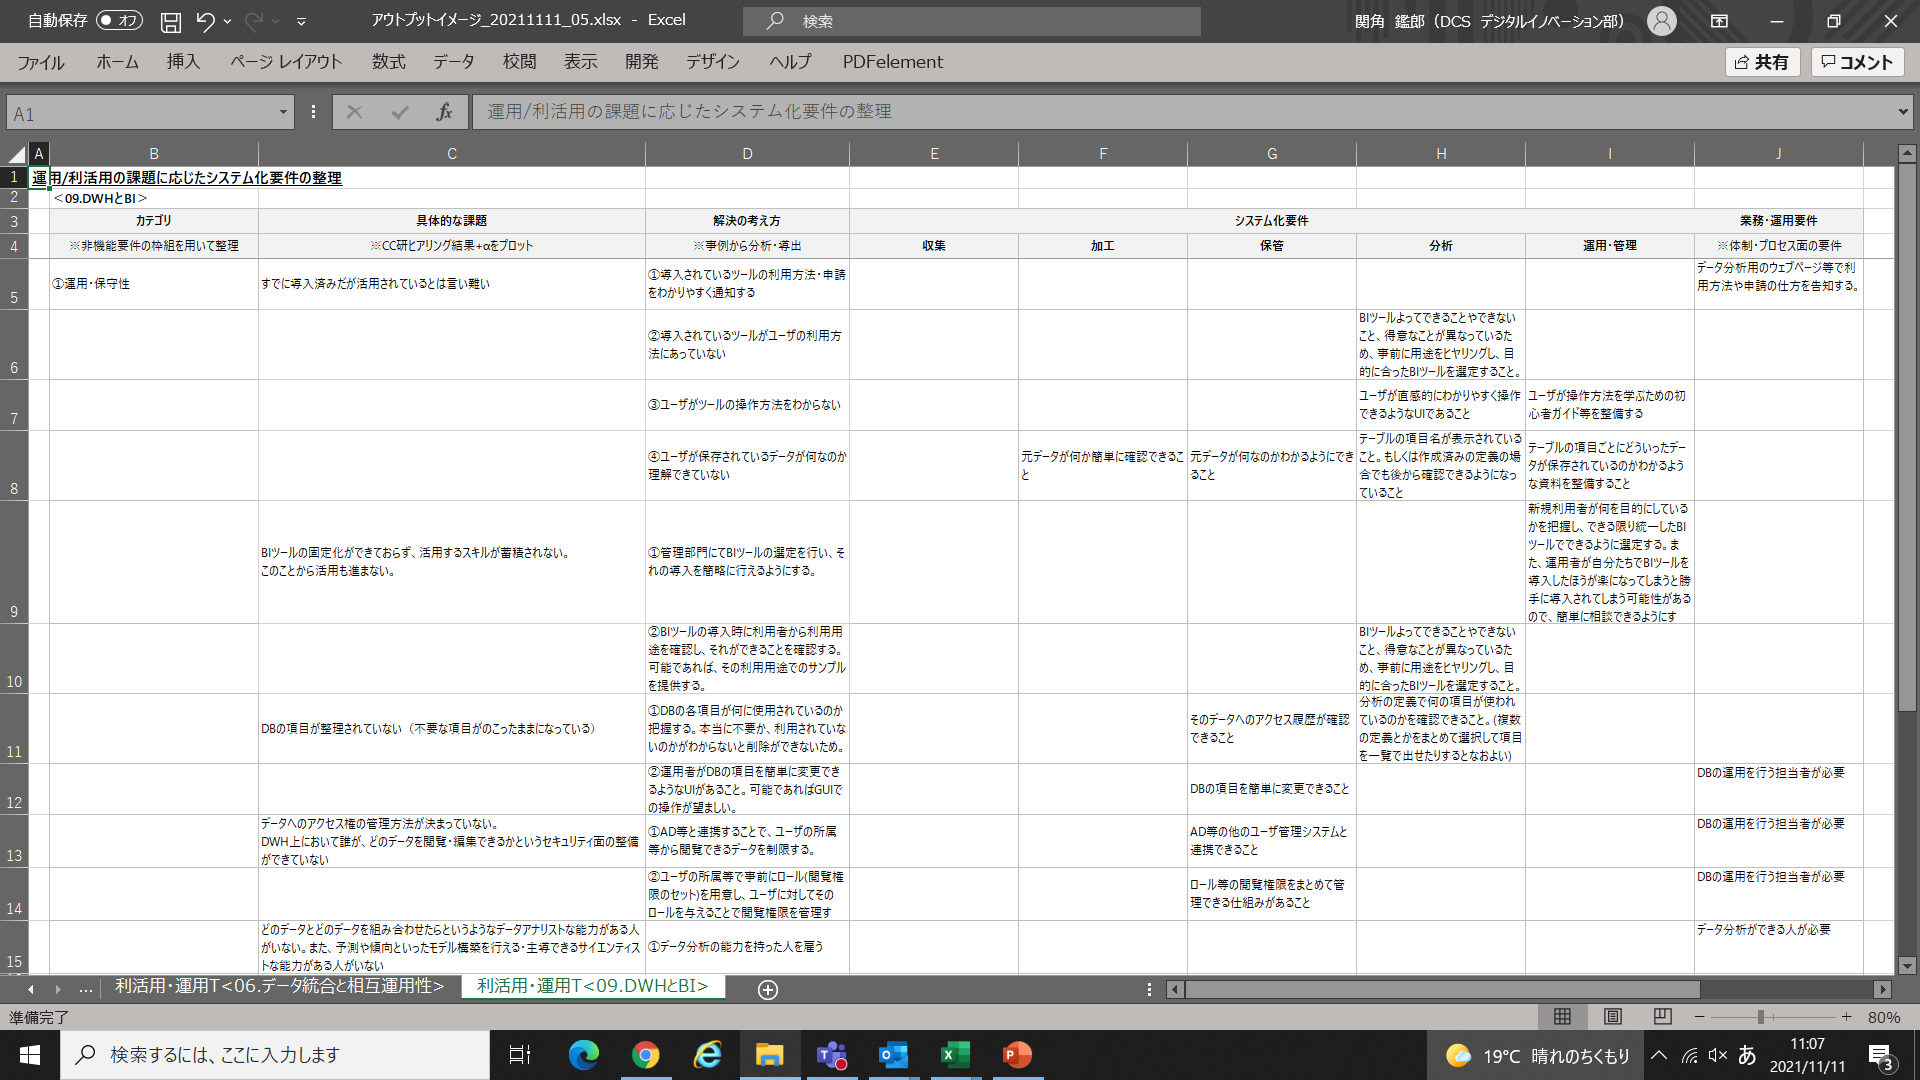 自動保存 オフ アウトプットイメージ_20211111_05.xlsx - Excel 検索 関角 鑑郎（DCS デジタルイノベーション部）
ファイル ホーム 挿入 ページ レイアウト 数式 データ 校閲 表示 開発 デザイン ヘルプ PDFelement 共有 コメント
A1 fx 運用/利活用の課題に応じたシステム化要件の整理
A B C D E F G H I J
1 運用/利活用の課題に応じたシステム化要件の整理
2 <09.DWHとBI>
3 カテゴリ 具体的な課題 解決の考え方 システム化要件 業務・運用要件
4 ※非機能要件の枠組を用いて整理 ※CC研ヒアリング結果+αをプロット ※事例から分析・導出 収集 加工 保管 分析 運用・管理 ※体制・プロセス面の要件
5 ①運用・保守性 すでに導入済みだが活用されているとは言い難い
①導入されているツールの利用方法・申請
をわかりやすく通知する
データ分析用のウェブページ等で利
用方法や申請の仕方を告知する。
6
②導入されているツールがユーザの利用方
法にあっていない
BIツールよってできることやできない
こと、得意なことが異なっているた
め、事前に用途をヒヤリングし、目
的に合ったBIツールを選定すること。
7
③ユーザがツールの操作方法をわからない
ユーザが直感的にわかりやすく操作
できるようなUIであること
ユーザが操作方法を学ぶための初
心者ガイド等を整備する
8
④ユーザが保存されているデータが何なのか
理解できていない
元データが何か簡単に確認できるこ
と
元データが何なのかわかるようにでき
ること
テーブルの項目名が表示されている
こと。もしくは作成済みの定義の場
合でも後から確認できるようになっ
ていること
テーブルの項目ごとにどういったデー
タが保存されているのかわかるよう
な資料を整備すること
9
BIツールの固定化ができておらず、活用するスキルが蓄積されない。
このことから活用も進まない。
①管理部門にてBIツールの選定を行い、そ
れの導入を簡略に行えるようにする。
新規利用者が何を目的にしている
かを把握し、できる限り統一したBI
ツールでできるように選定する。ま
た、運用者が自分たちでBIツールを
導入したほうが楽になってしまうと勝
手に導入されてしまう可能性がある
ので、簡単に相談できるようにす
10
②BIツールの導入時に利用者から利用用
途を確認し、それができることを確認する。
可能であれば、その利用用途でのサンプル
を提供する。
BIツールよってできることやできない
こと、得意なことが異なっているた
め、事前に用途をヒヤリングし、目
的に合ったBIツールを選定すること。
11
DBの項目が整理されていない（不要な項目がのこったままになっている）
①DBの各項目が何に使用されているのか
把握する。本当に不要か、利用されていな
いのかがわからないと削除ができないため。
そのデータへのアクセス履歴が確認
できること
分析の定義で何の項目が使われ
ているのかを確認できること。(複数
の定義とかをまとめて選択して項目
を一覧で出せたりするとなおよい)
12
②運用者がDBの項目を簡単に変更でき
るようなUIがあること。可能であればGUIで
の操作が望ましい。
DBの項目を簡単に変更できること
DBの運用を行う担当者が必要
13
データへのアクセス権の管理方法が決まっていない。
DWH上において誰が、どのデータを閲覧・編集できるかというセキュリティ面の整備
ができていない
①AD等と連携することで、ユーザの所属
等から閲覧できるデータを制限する。
AD等の他のユーザ管理システムと
連携できること
DBの運用を行う担当者が必要
14
②ユーザの所属等で事前にロール(閲覧権
限のセット)を用意し、ユーザに対してその
ロールを与えることで閲覧権限を管理す
ロール等の閲覧権限をまとめて管
理できる仕組みがあること
DBの運用を行う担当者が必要
15
どのデータとどのデータを組み合わせたらというようなデータアナリストな能力がある人
がいない。また、予測や傾向といったモデル構築を行える・主導できるサイエンティス
トな能力がある人がいない
①データ分析の能力を持った人を雇う
データ分析ができる人が必要
... 利活用・運用T<06.データ統合と相互運用性> 利活用・運用T<09.DWHとBI>
準備完了 80%
検索するには、ここに入力します 19°C 晴れのちくもり あ 11:07
2021/11/11 3